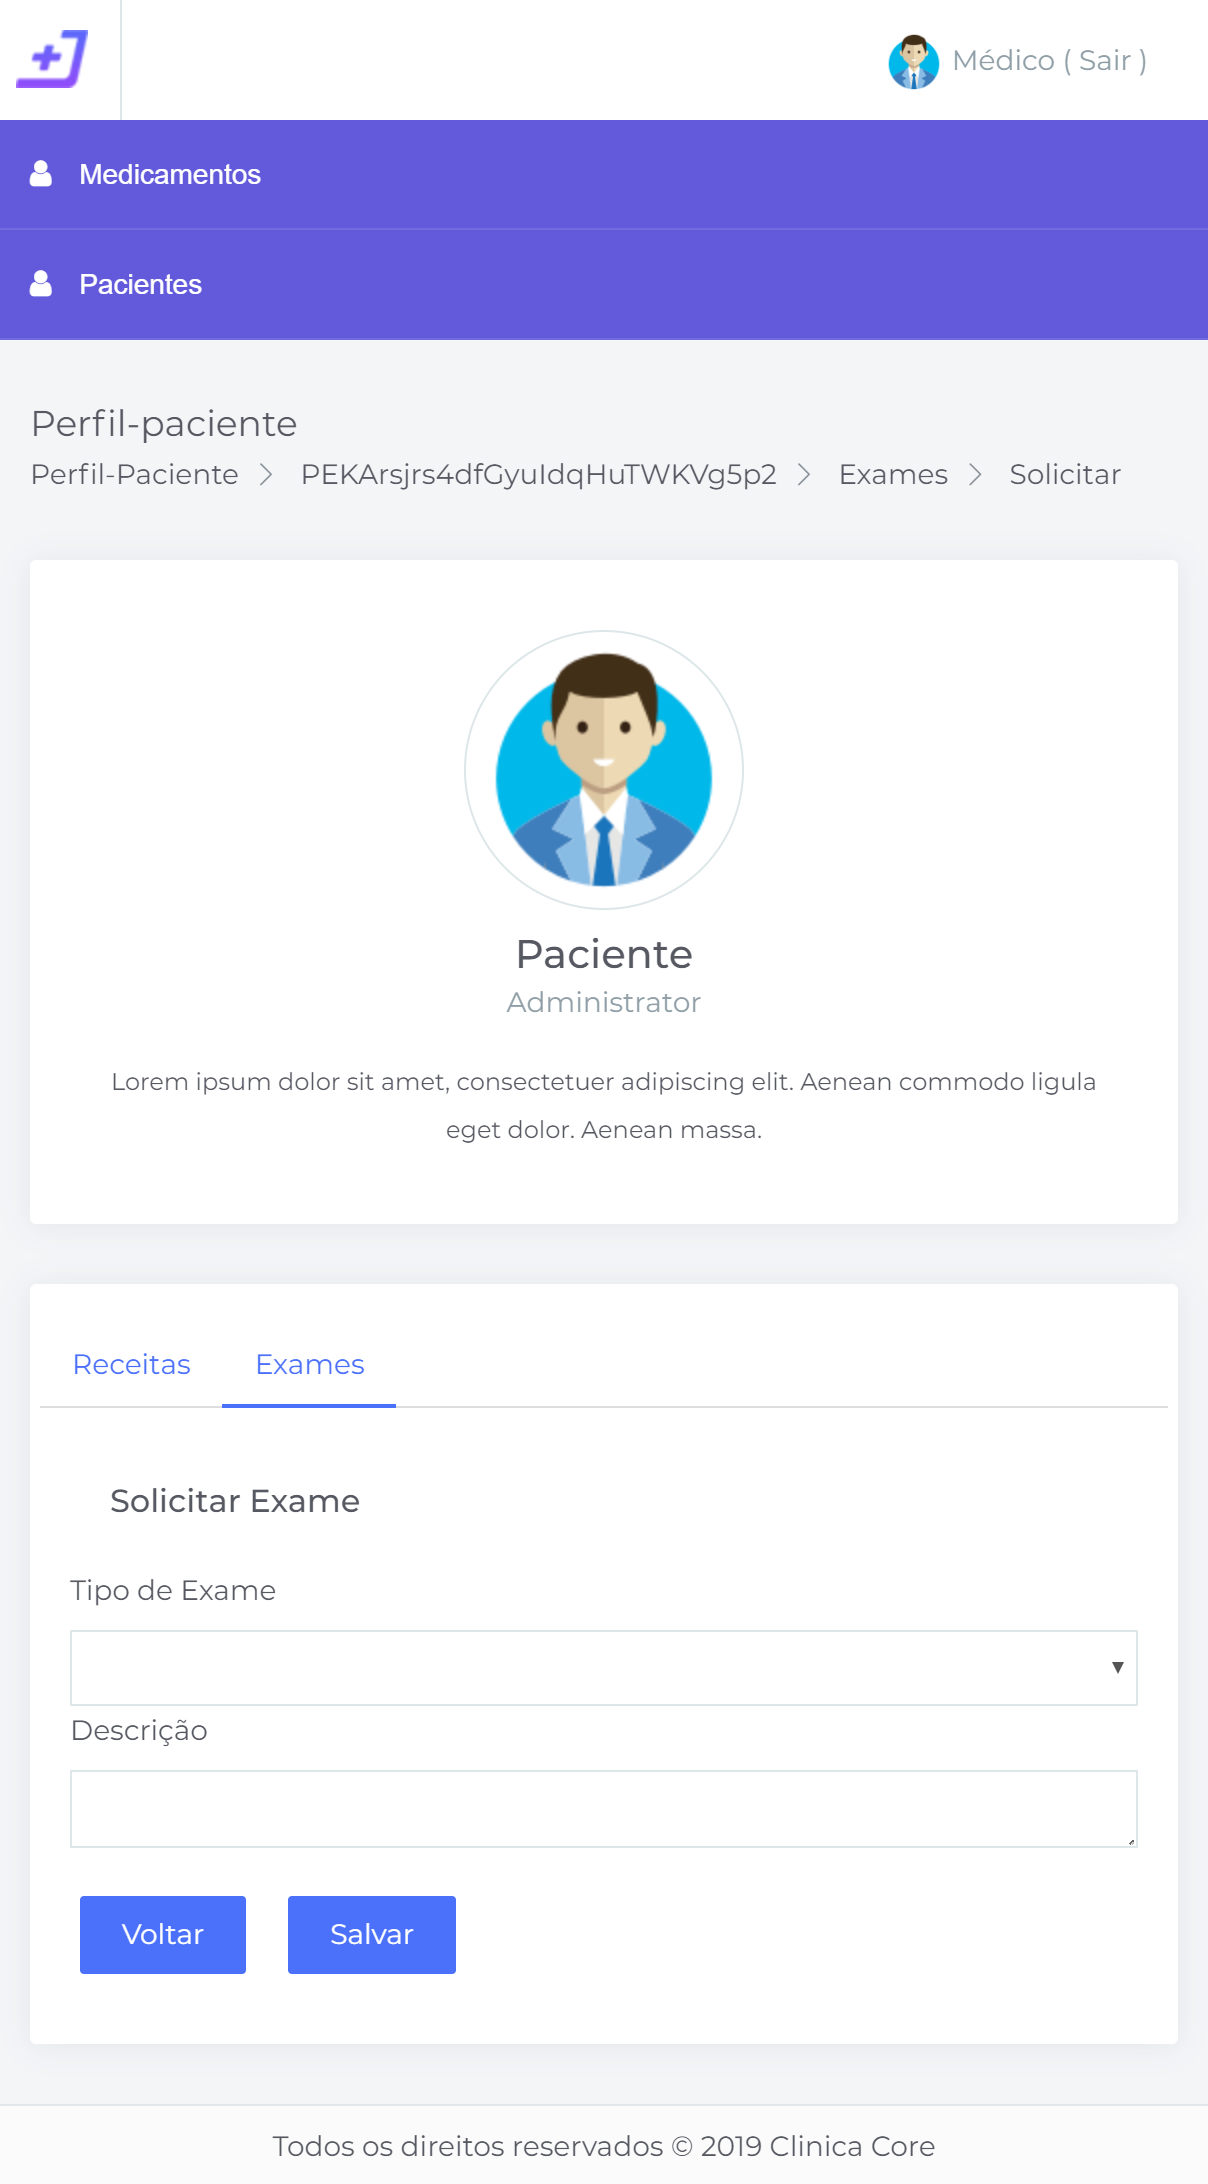 Médico ( Sair )
Medicamentos
Pacientes
Perfil-paciente
Perfil-Paciente > PEKArsjrs4dfGyuIdqHuTWKVg5p2 > Exames > Solicitar
Paciente
Administrator
Lorem ipsum dolor sit amet, consectetuer adipiscing elit. Aenean commodo ligula
eget dolor. Aenean massa.
Receitas Exames
Solicitar Exame
Tipo de Exame
Descrição
Voltar Salvar
Todos os direitos reservados © 2019 Clinica Core